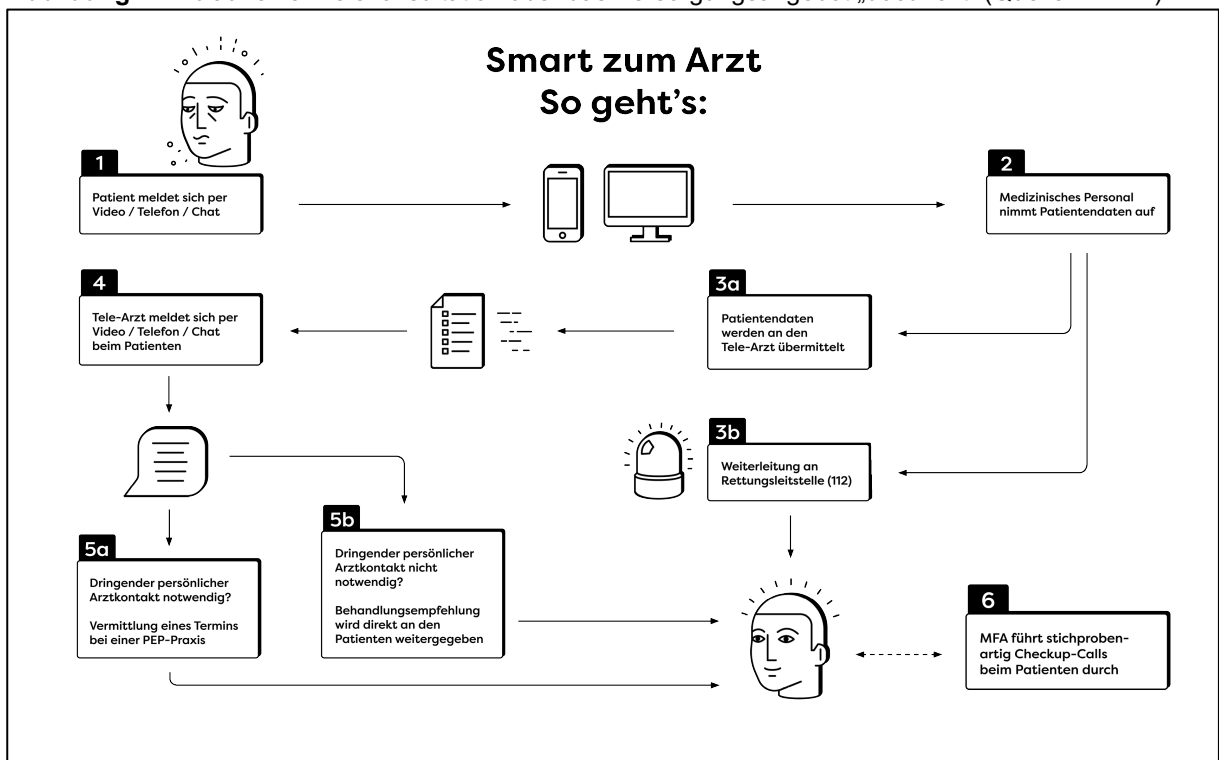 Smart zum Arzt
So geht's:
1
Patient meldet sich per
Video / Telefon / Chat
2
Medizinisches Personal
nimmt Patientendaten auf
3a
Patientendaten
werden an den
Tele-Arzt übermittelt
4
Tele-Arzt meldet sich per
Video / Telefon / Chat
beim Patienten
3b
Weiterleitung an
Rettungsleitstelle (112)
5a
Dringender persönlicher
Arztkontakt notwendig?
Vermittlung eines Termins
bei einer PEP-Praxis
5b
Dringender persönlicher
Arztkontakt nicht
notwendig?
Behandlungsempfehlung
wird direkt an den
Patienten weitergegeben
6
MFA führt stichproben-
artig Checkup-Calls
beim Patienten durch